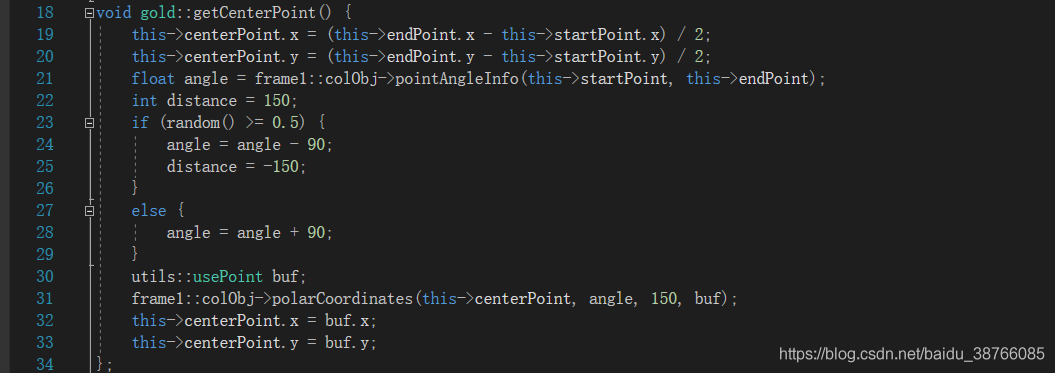 18 void gold::getCenterPoint() {
19 this->centerPoint.x = (this->endPoint.x - this->startPoint.x) / 2;
20 this->centerPoint.y = (this->endPoint.y - this->startPoint.y) / 2;
21 float angle = frame1::colObj->pointAngleInfo(this->startPoint, this->endPoint);
22 int distance = 150;
23 if (random() >= 0.5) {
24 angle = angle - 90;
25 distance = -150;
26 }
27 else {
28 angle = angle + 90;
29 }
30 utils::usePoint buf;
31 frame1::colObj->polarCoordinates(this->centerPoint, angle, 150, buf);
32 this->centerPoint.x = buf.x;
33 this->centerPoint.y = buf.y;
34 };
https://blog.csdn.net/baidu_38766085